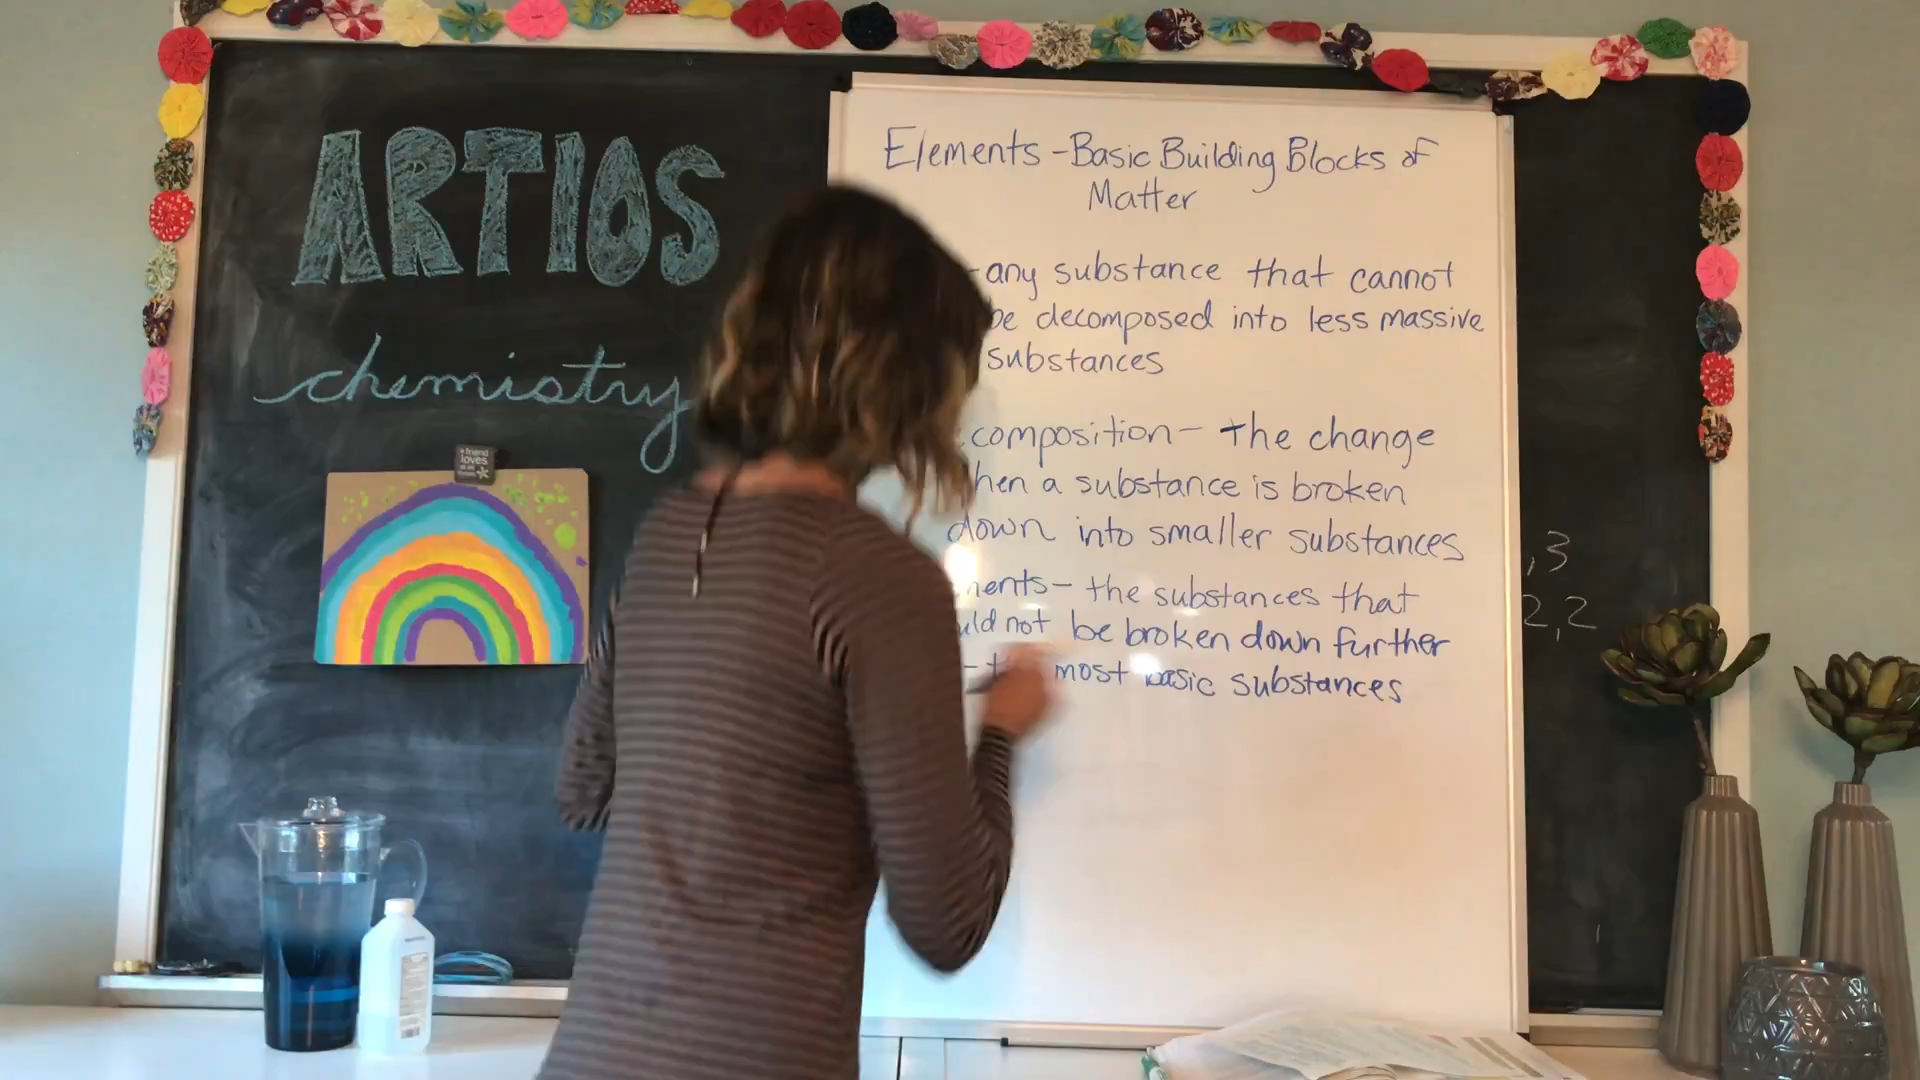 ARTIOS
chemistry
a friend
loves
Elements - Basic Building Blocks of
Matter
- any substance that cannot
be decomposed into less massive
substances
composition - the change
hen a substance is broken
down into smaller substances
ments - the substances that
uld not be broken down further
- most basic substances
,3
2,2